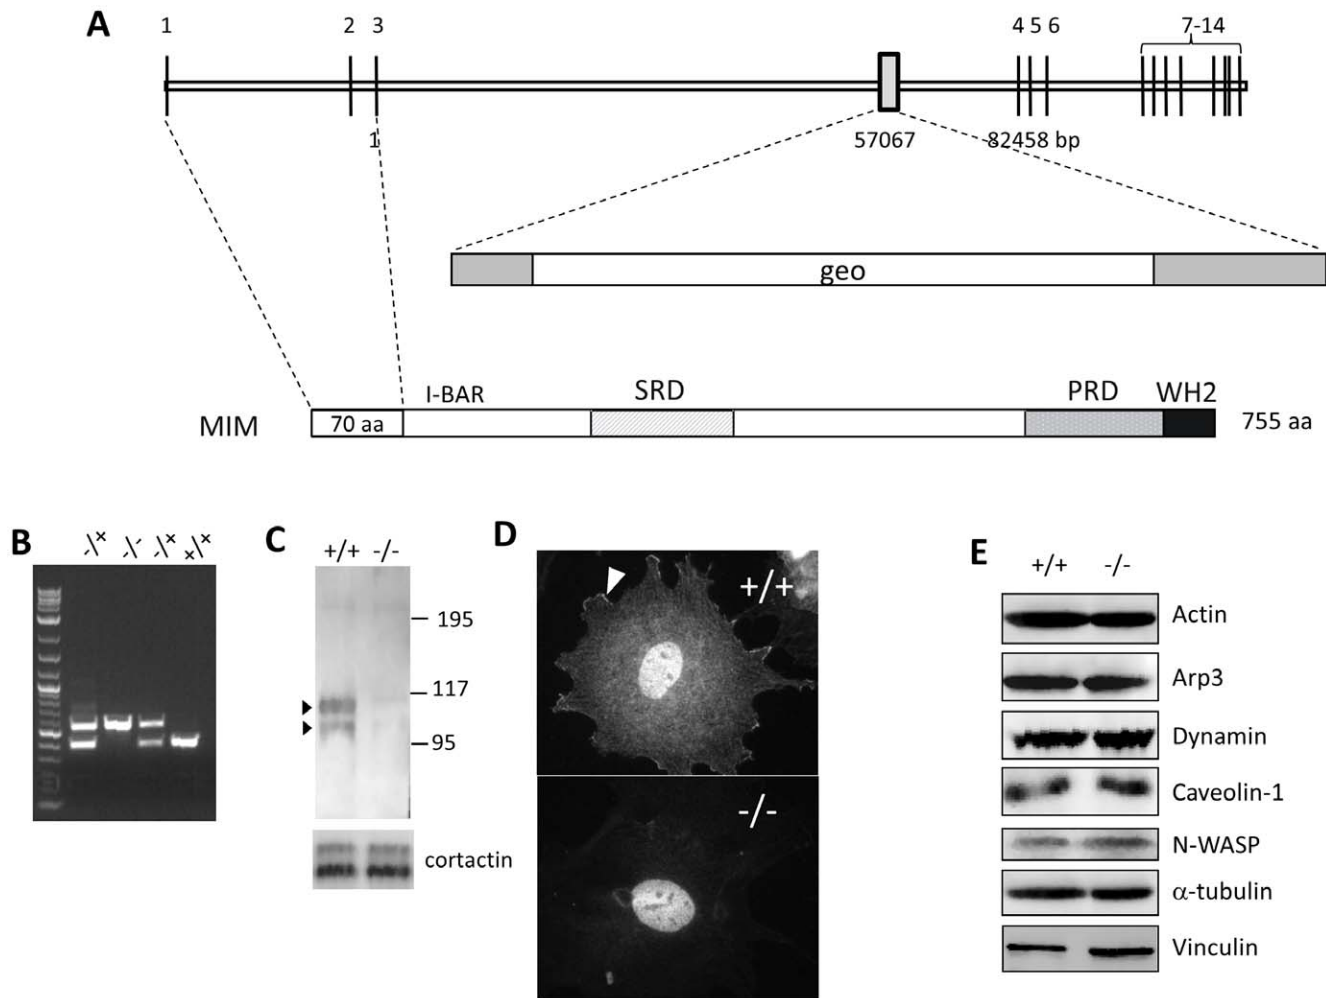 A
1 2 3 4 5 6 7-14
1 57067 82458 bp
geo
I-BAR SRD PRD WH2
MIM 70 aa 755 aa
B
-\+ -\- -\+ +\+
C
+/+ -/-
195
117
95
cortactin
D
+/+
-/-
E
+/+ -/-
Actin
Arp3
Dynamin
Caveolin-1
N-WASP
α-tubulin
Vinculin